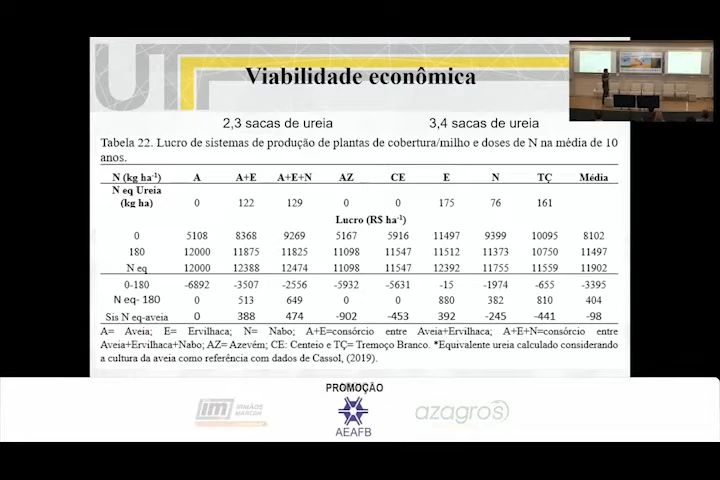 UT
Viabilidade econômica
2,3 sacas de ureia 3,4 sacas de ureia
Tabela 22. Lucro de sistemas de produção de plantas de cobertura/milho e doses de N na média de 10
anos.
N (kg ha-1) A A+E A+E+N AZ CE E N TÇ Média
N eq Ureia
(kg ha) 0 122 129 0 0 175 76 161
Lucro (R$ ha-1)
0 5108 8368 9269 5167 5916 11497 9399 10095 8102
180 12000 11875 11825 11098 11547 11512 11373 10750 11497
N eq 12000 12388 12474 11098 11547 12392 11755 11559 11902
0-180 -6892 -3507 -2556 -5932 -5631 -15 -1974 -655 -3395
N eq- 180 0 513 649 0 0 880 382 810 404
Sis N eq-aveia 0 388 474 -902 -453 392 -245 -441 -98
A= Aveia; E= Ervilhaca; N= Nabo; A+E=consórcio entre Aveia+Ervilhaca; A+E+N=consórcio entre
Aveia+Ervilhaca+Nabo; AZ= Azevém; CE: Centeio e TÇ= Tremoço Branco. *Equivalente ureia calculado considerando
a cultura da aveia como referência com dados de Cassol, (2019).
PROMOÇÃO
im IRMÃOS
AEAFB
azagros